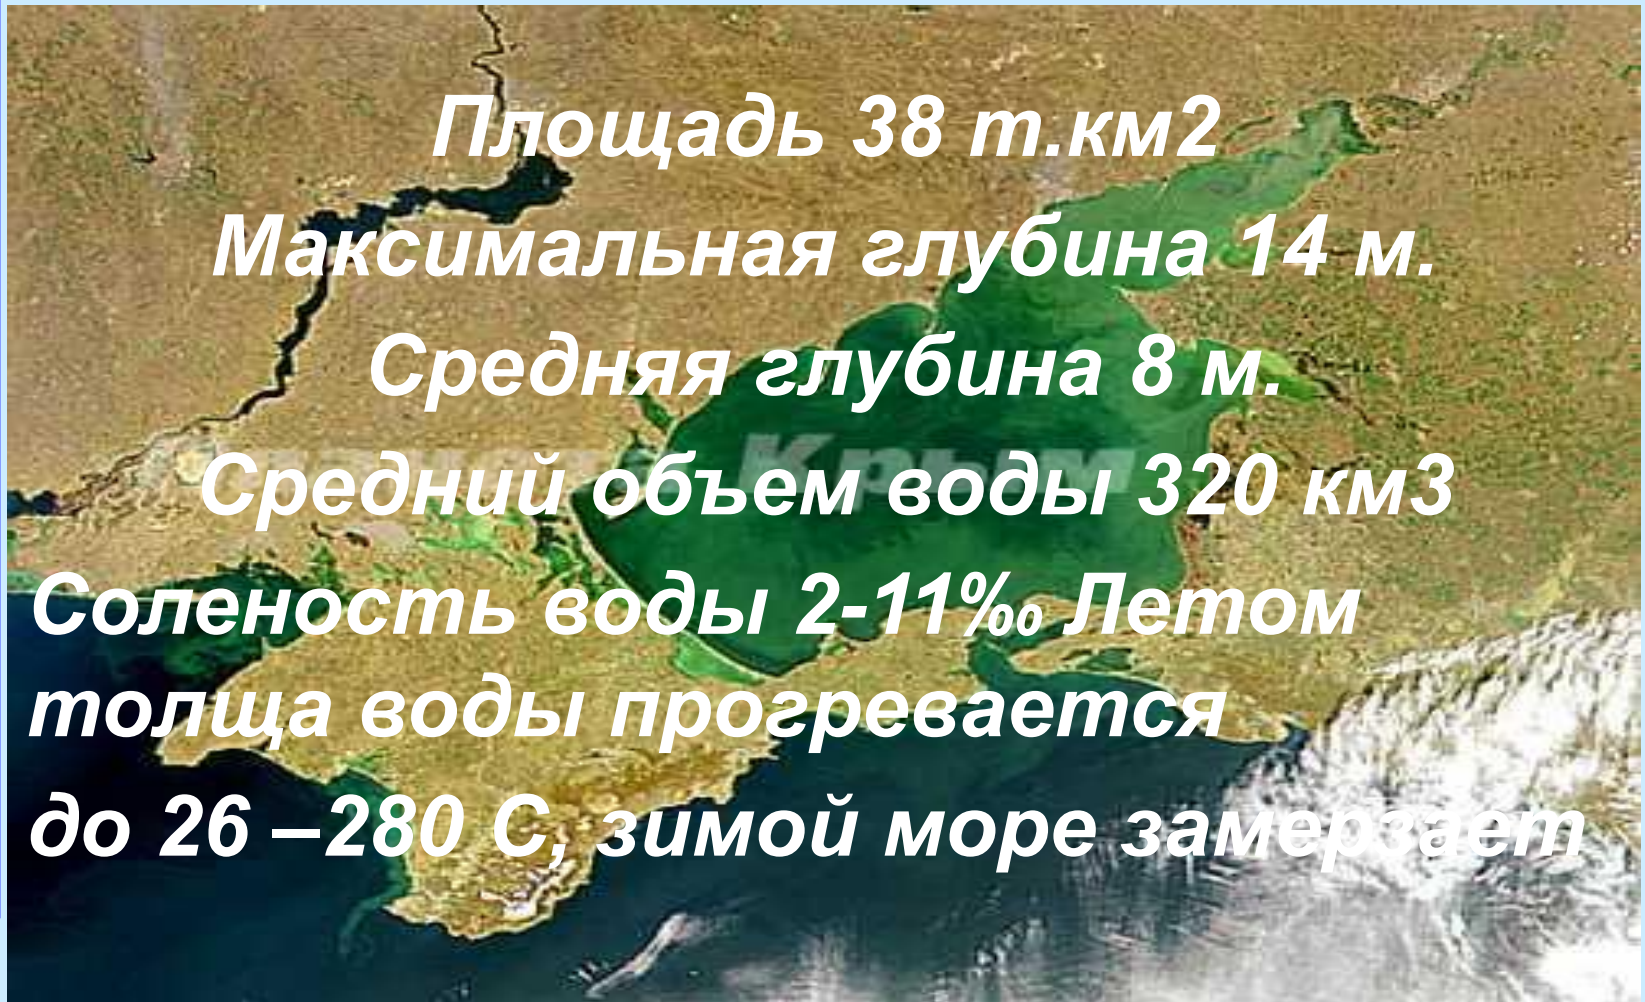 Площадь 38 т.км2
Максимальная глубина 14 м.
Средняя глубина 8 м.
Крым
Средний объем воды 320 км3
Соленость воды 2-11‰ Летом
толща воды прогревается
до 26 –280 С, зимой море замерзает